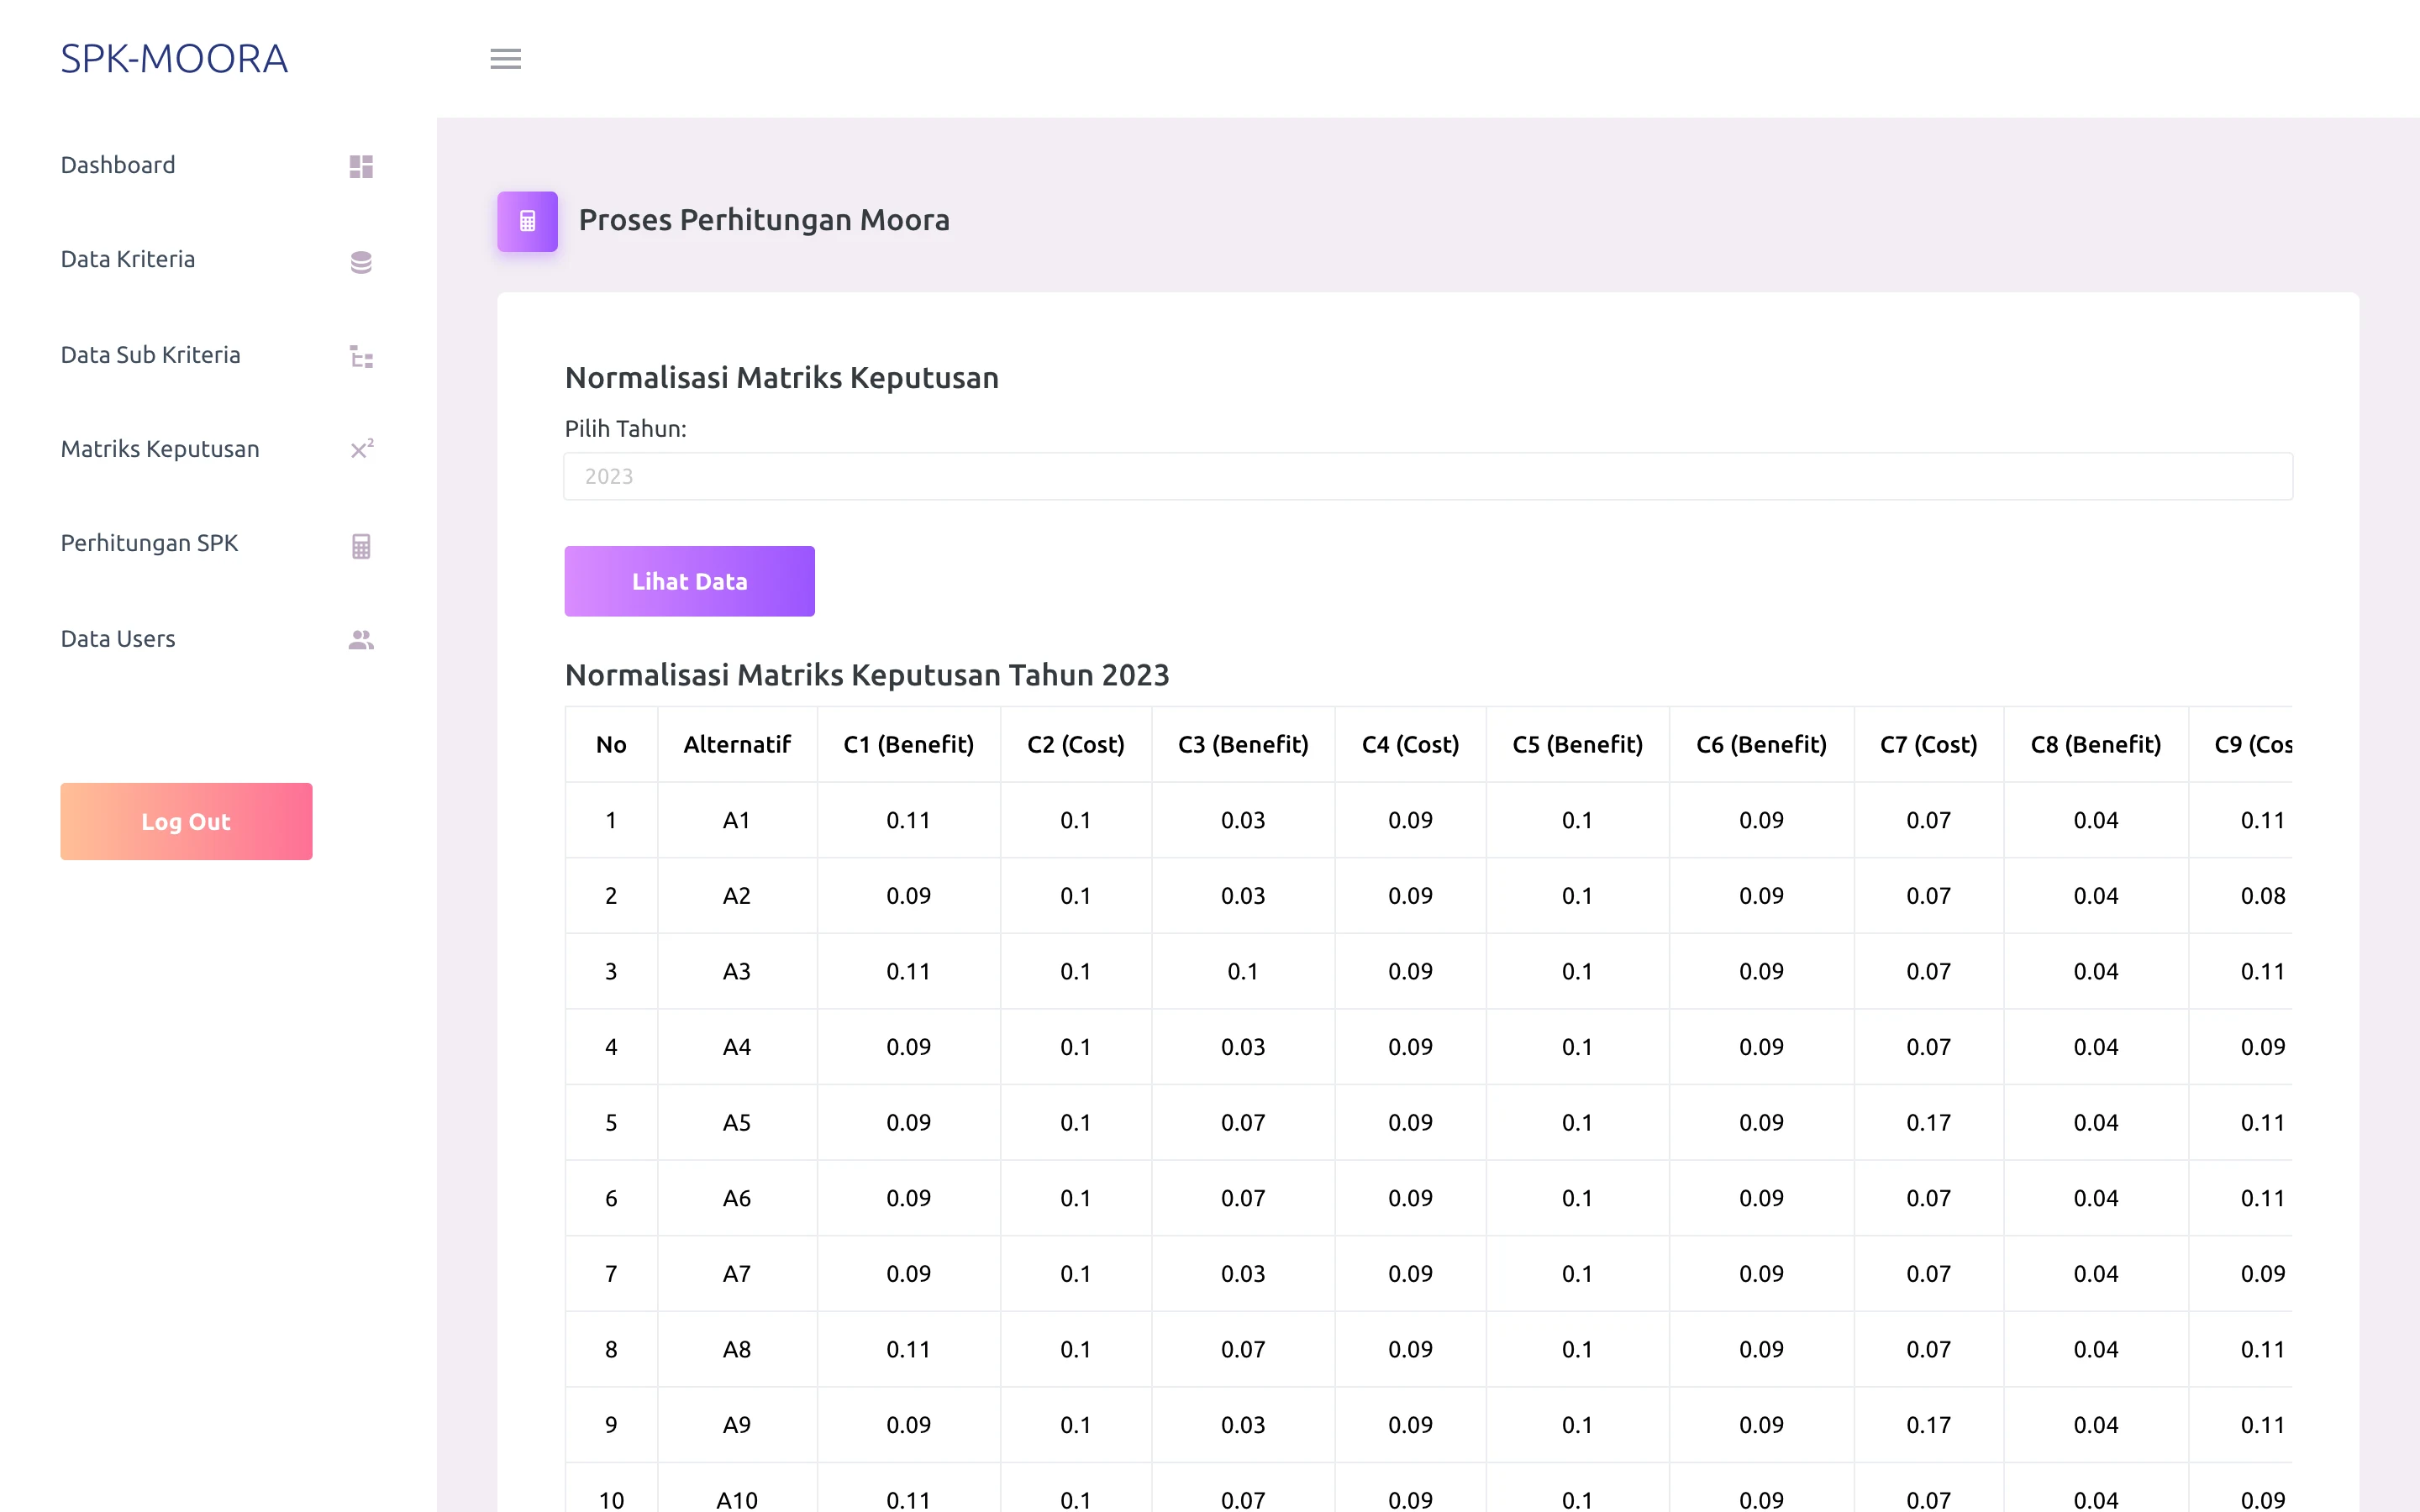 SPK-MOORA
Dashboard
Data Kriteria
Data Sub Kriteria
Matriks Keputusan
Perhitungan SPK
Data Users
Log Out
Proses Perhitungan Moora
Normalisasi Matriks Keputusan
Pilih Tahun:
2023
Lihat Data
Normalisasi Matriks Keputusan Tahun 2023
No Alternatif C1 (Benefit) C2 (Cost) C3 (Benefit) C4 (Cost) C5 (Benefit) C6 (Benefit) C7 (Cost) C8 (Benefit) C9 (Cos
1 A1 0.11 0.1 0.03 0.09 0.1 0.09 0.07 0.04 0.11
2 A2 0.09 0.1 0.03 0.09 0.1 0.09 0.07 0.04 0.08
3 A3 0.11 0.1 0.1 0.09 0.1 0.09 0.07 0.04 0.11
4 A4 0.09 0.1 0.03 0.09 0.1 0.09 0.07 0.04 0.09
5 A5 0.09 0.1 0.07 0.09 0.1 0.09 0.17 0.04 0.11
6 A6 0.09 0.1 0.07 0.09 0.1 0.09 0.07 0.04 0.11
7 A7 0.09 0.1 0.03 0.09 0.1 0.09 0.07 0.04 0.09
8 A8 0.11 0.1 0.07 0.09 0.1 0.09 0.07 0.04 0.11
9 A9 0.09 0.1 0.03 0.09 0.1 0.09 0.17 0.04 0.11
10 A10 0.11 0.1 0.07 0.09 0.1 0.09 0.07 0.04 0.09